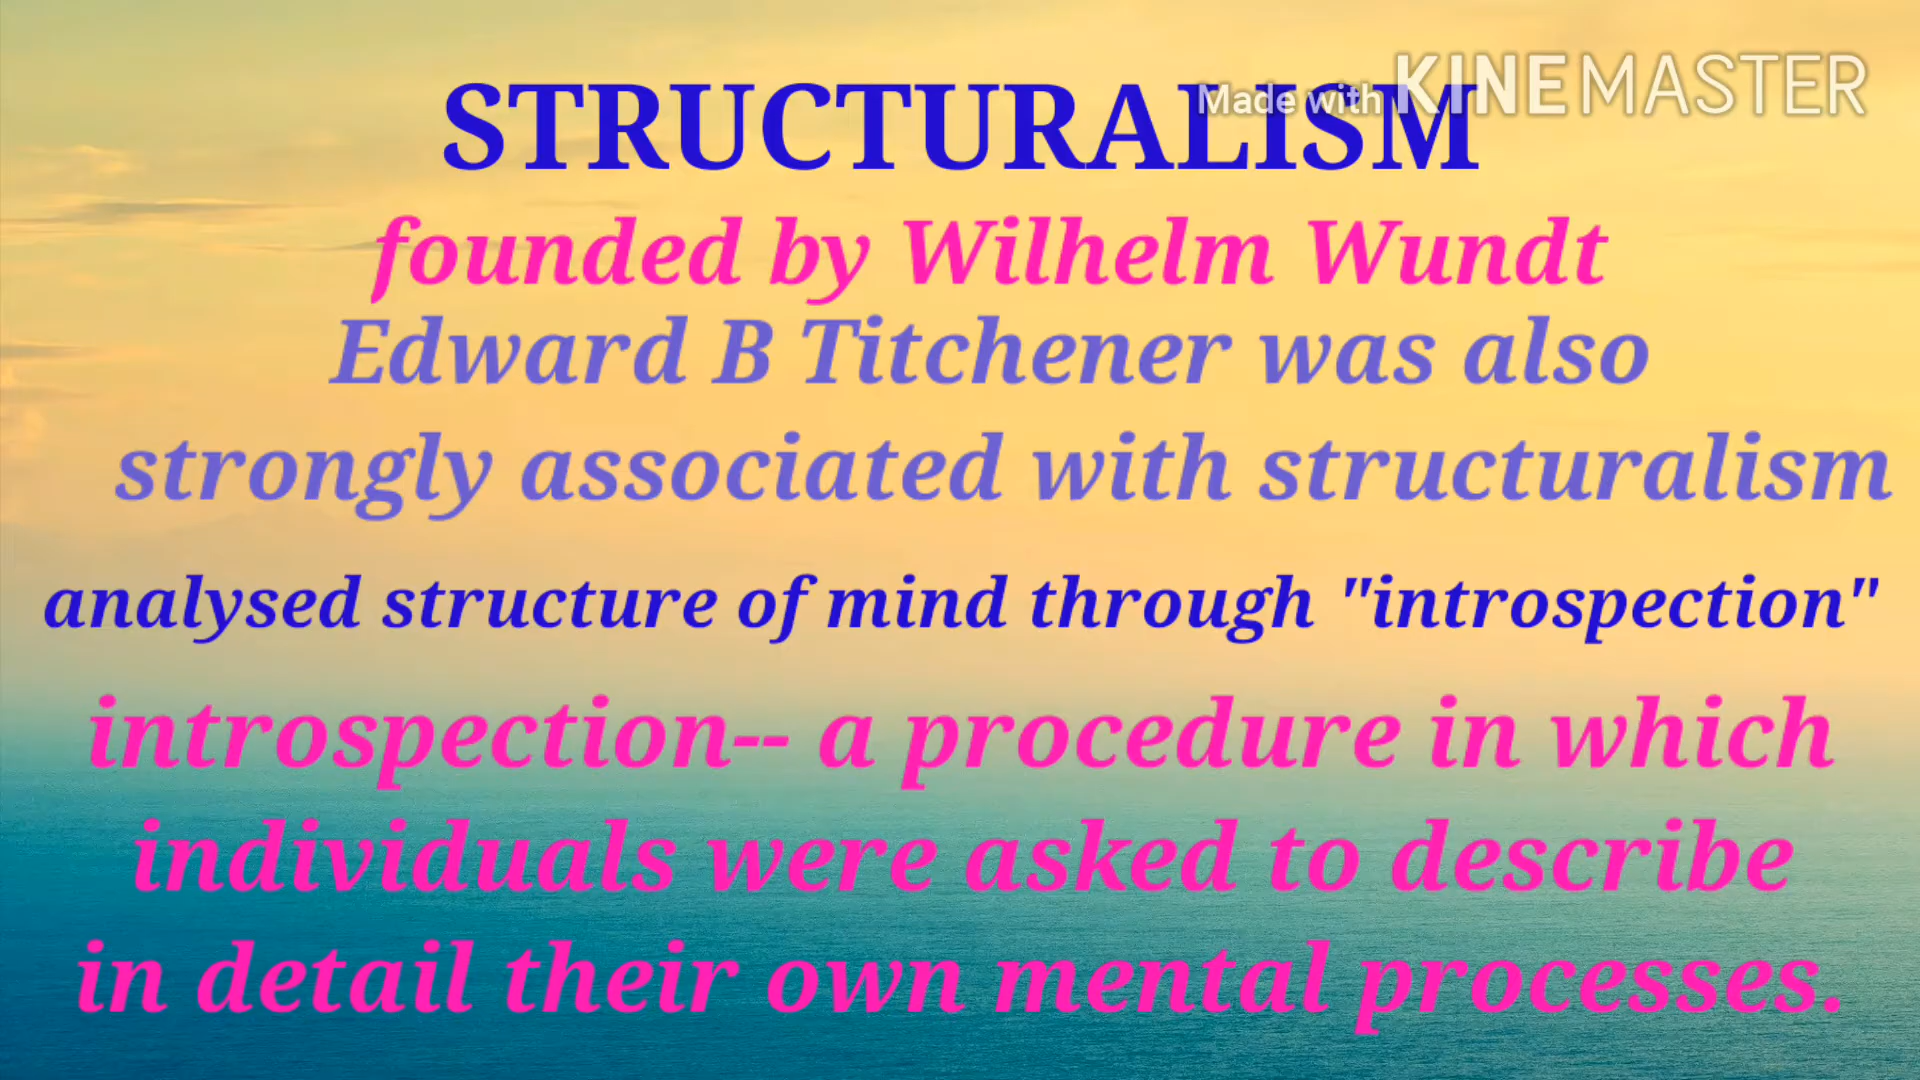 Made with KINEMASTER
STRUCTURALISM
founded by Wilhelm Wundt
Edward B Titchener was also
strongly associated with structuralism
analysed structure of mind through "introspection"
introspection-- a procedure in which
individuals were asked to describe
in detail their own mental processes.